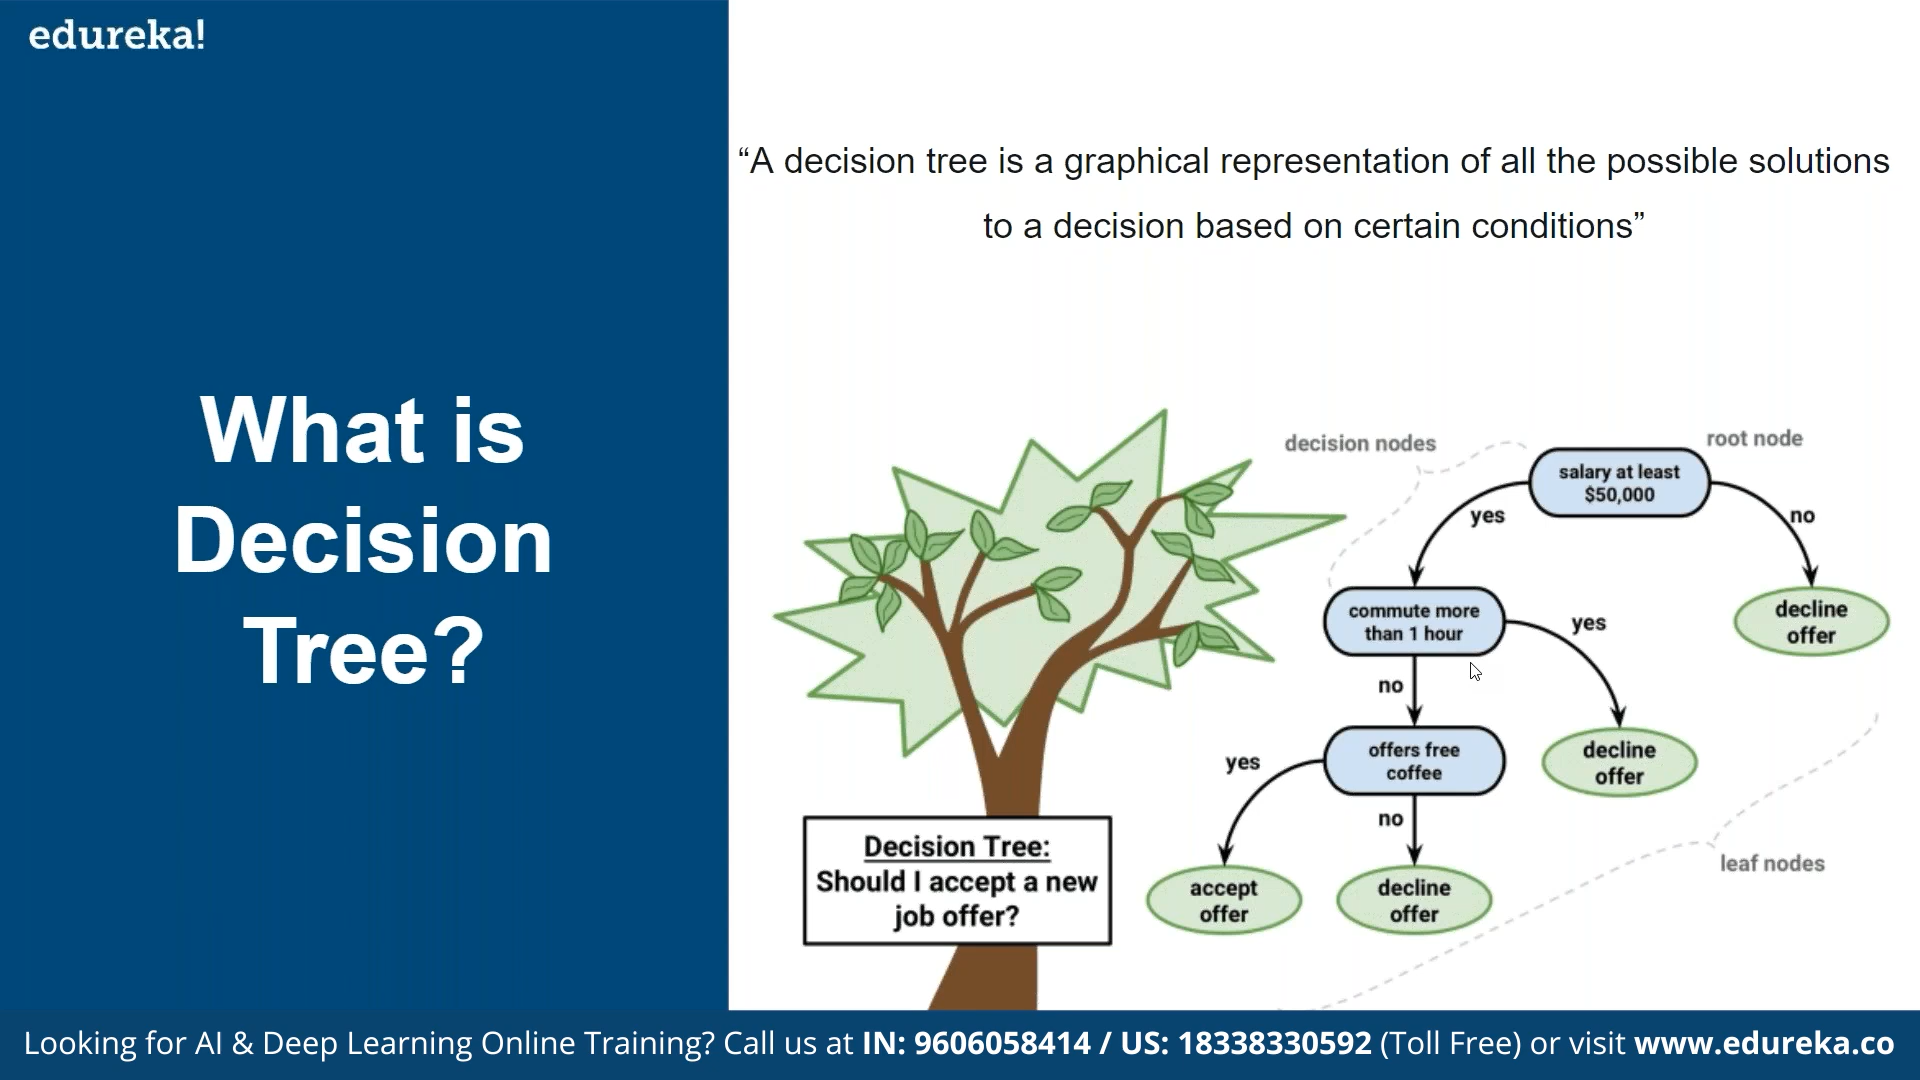 edureka!
What is
Decision
Tree?
“A decision tree is a graphical representation of all the possible solutions
to a decision based on certain conditions”
decision nodes
root node
salary at least
$50,000
yes
no
commute more
than 1 hour
yes
decline
offer
no
offers free
coffee
decline
offer
yes
no
accept
offer
decline
offer
leaf nodes
Decision Tree:
Should I accept a new
job offer?
Looking for AI & Deep Learning Online Training? Call us at IN: 9606058414 / US: 18338330592 (Toll Free) or visit www.edureka.co